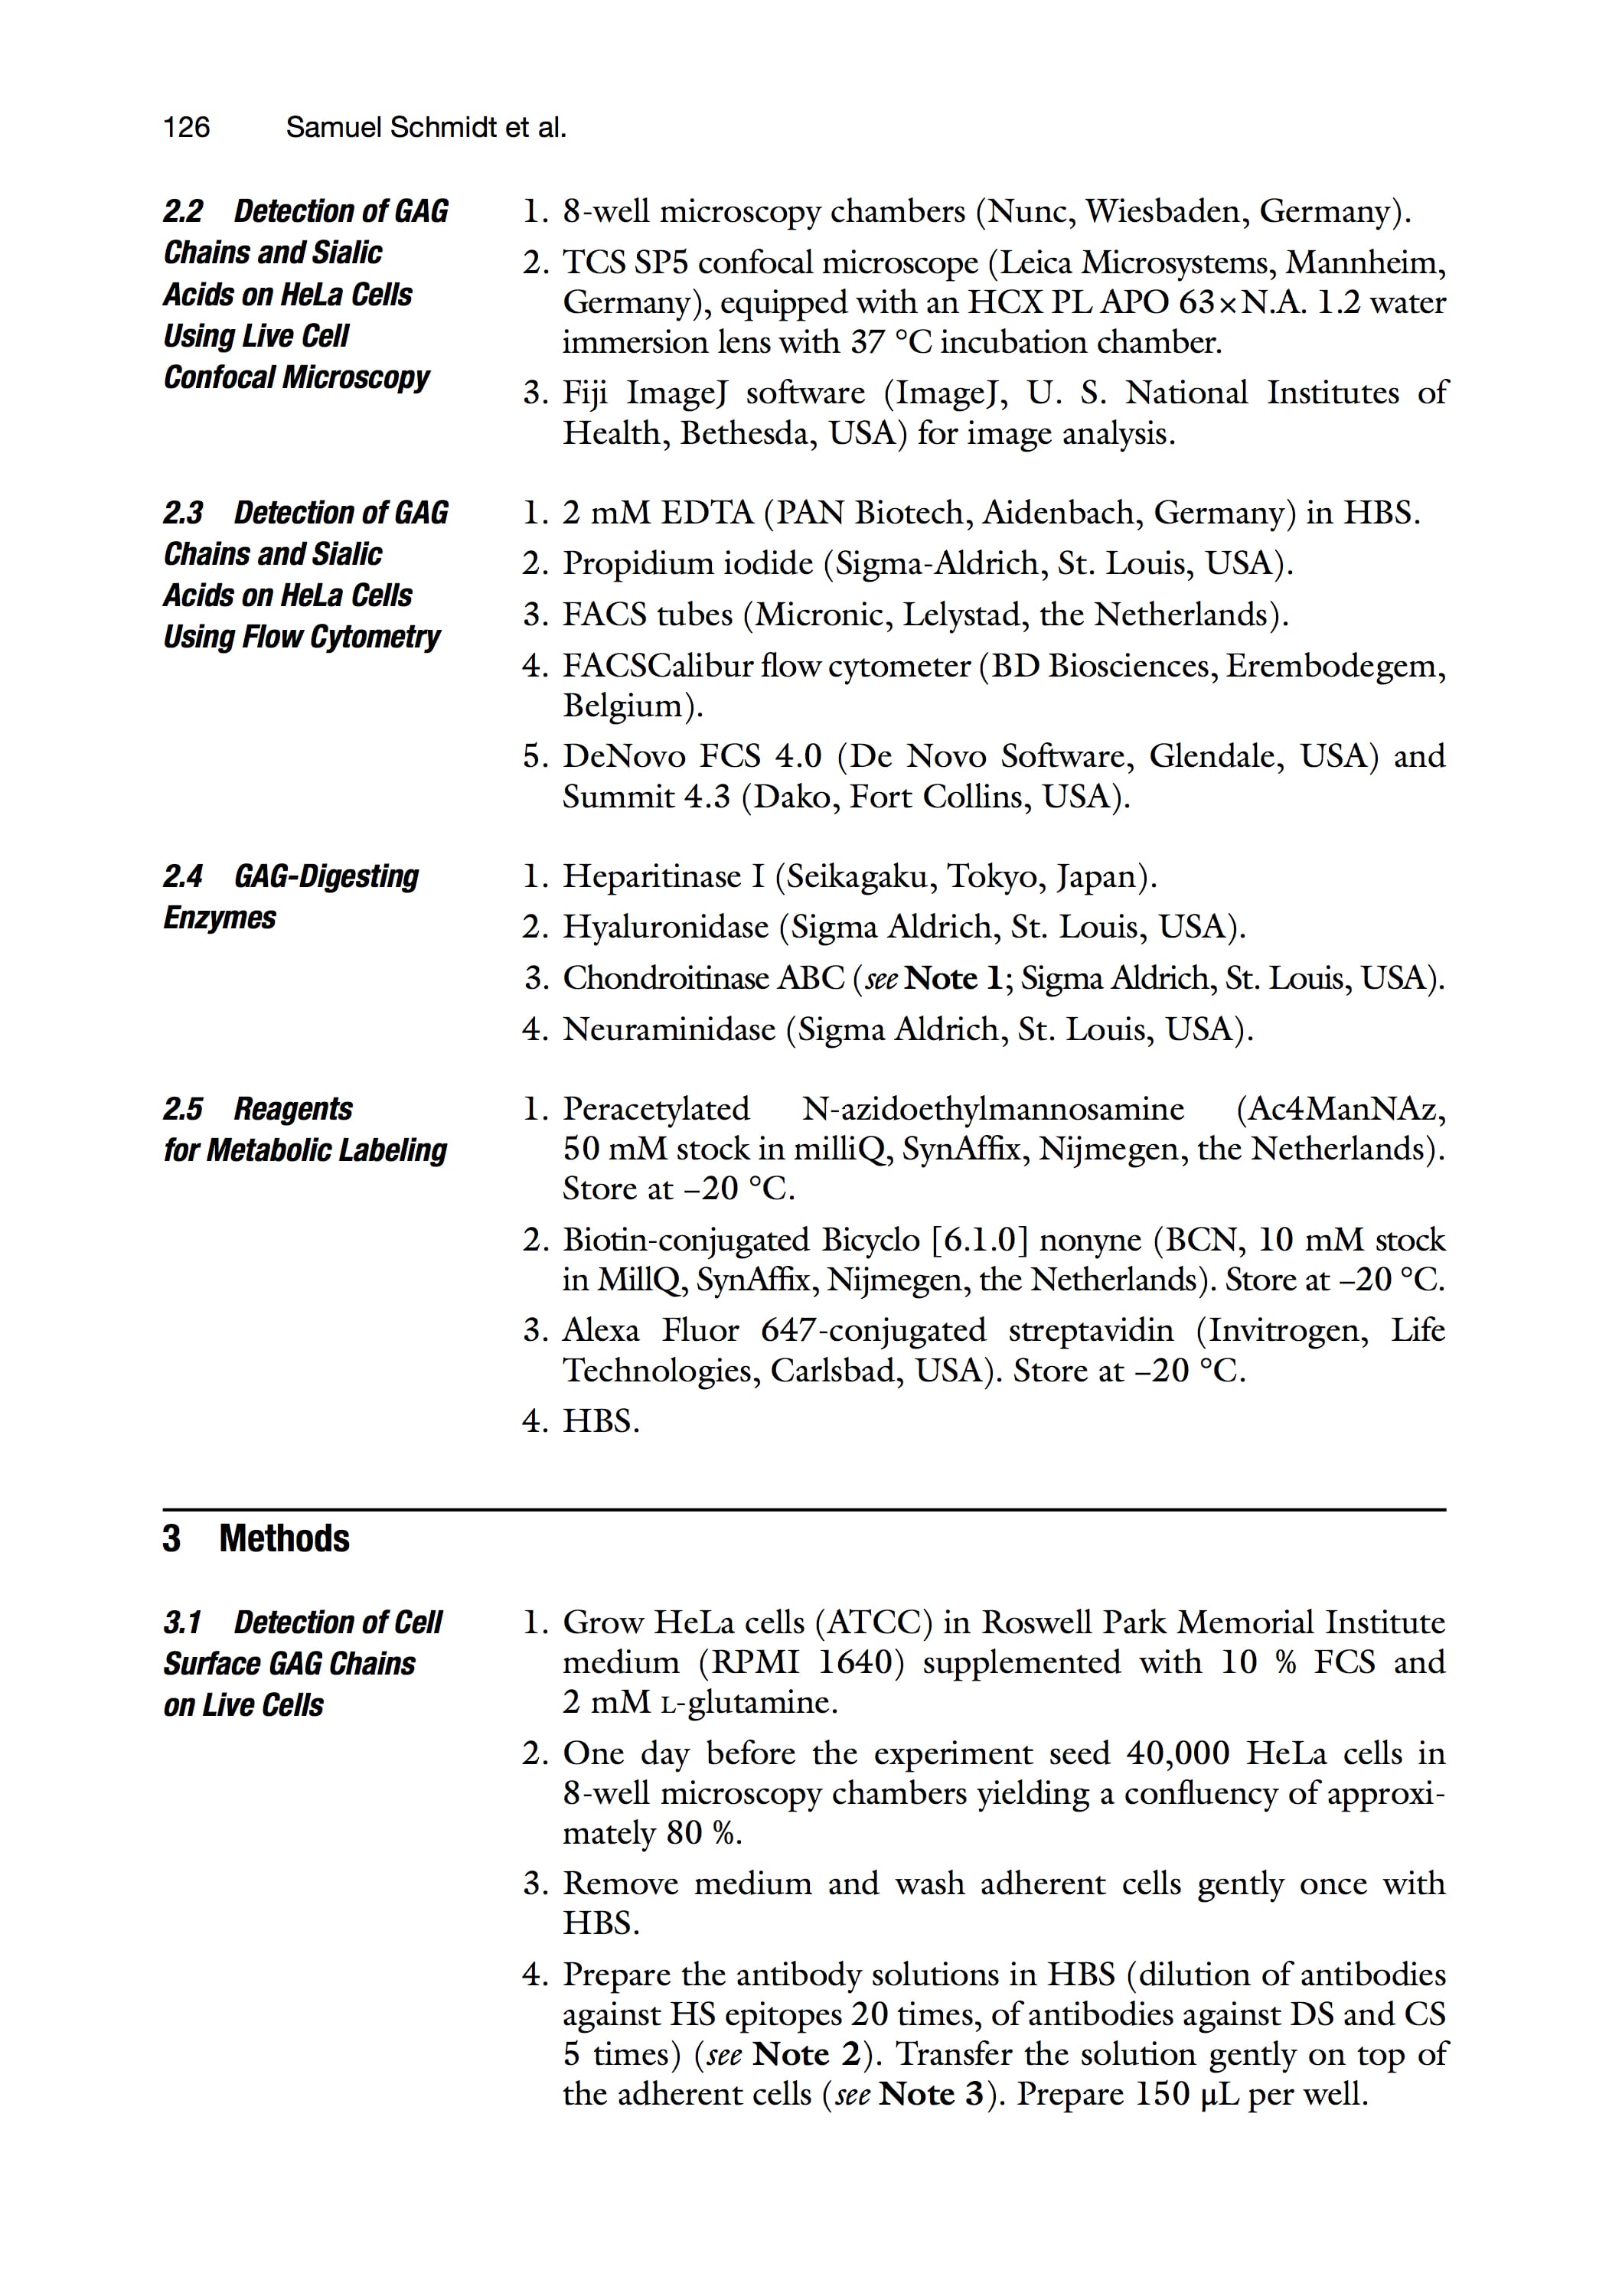 126 Samuel Schmidt et al.
2.2 Detection of GAG
Chains and Sialic
Acids on HeLa Cells
Using Live Cell
Confocal Microscopy
1. 8-well microscopy chambers (Nunc, Wiesbaden, Germany).
2. TCS SP5 confocal microscope (Leica Microsystems, Mannheim,
Germany), equipped with an HCX PL APO 63×N.A. 1.2 water
immersion lens with 37 °C incubation chamber.
3. Fiji ImageJ software (ImageJ, U. S. National Institutes of
Health, Bethesda, USA) for image analysis.
2.3 Detection of GAG
Chains and Sialic
Acids on HeLa Cells
Using Flow Cytometry
1. 2 mM EDTA (PAN Biotech, Aidenbach, Germany) in HBS.
2. Propidium iodide (Sigma-Aldrich, St. Louis, USA).
3. FACS tubes (Micronic, Lelystad, the Netherlands).
4. FACSCalibur flow cytometer (BD Biosciences, Erembodegem,
Belgium).
5. DeNovo FCS 4.0 (De Novo Software, Glendale, USA) and
Summit 4.3 (Dako, Fort Collins, USA).
2.4 GAG-Digesting
Enzymes
1. Heparitinase I (Seikagaku, Tokyo, Japan).
2. Hyaluronidase (Sigma Aldrich, St. Louis, USA).
3. Chondroitinase ABC (see Note 1; Sigma Aldrich, St. Louis, USA).
4. Neuraminidase (Sigma Aldrich, St. Louis, USA).
2.5 Reagents
for Metabolic Labeling
1. Peracetylated N-azidoethylmannosamine (Ac4ManNAz,
50 mM stock in milliQ, SynAffix, Nijmegen, the Netherlands).
Store at –20 °C.
2. Biotin-conjugated Bicyclo [6.1.0] nonyne (BCN, 10 mM stock
in MillQ, SynAffix, Nijmegen, the Netherlands). Store at –20 °C.
3. Alexa Fluor 647-conjugated streptavidin (Invitrogen, Life
Technologies, Carlsbad, USA). Store at –20 °C.
4. HBS.
3 Methods
3.1 Detection of Cell
Surface GAG Chains
on Live Cells
1. Grow HeLa cells (ATCC) in Roswell Park Memorial Institute
medium (RPMI 1640) supplemented with 10 % FCS and
2 mM L-glutamine.
2. One day before the experiment seed 40,000 HeLa cells in
8-well microscopy chambers yielding a confluency of approxi-
mately 80 %.
3. Remove medium and wash adherent cells gently once with
HBS.
4. Prepare the antibody solutions in HBS (dilution of antibodies
against HS epitopes 20 times, of antibodies against DS and CS
5 times) (see Note 2). Transfer the solution gently on top of
the adherent cells (see Note 3). Prepare 150 μL per well.